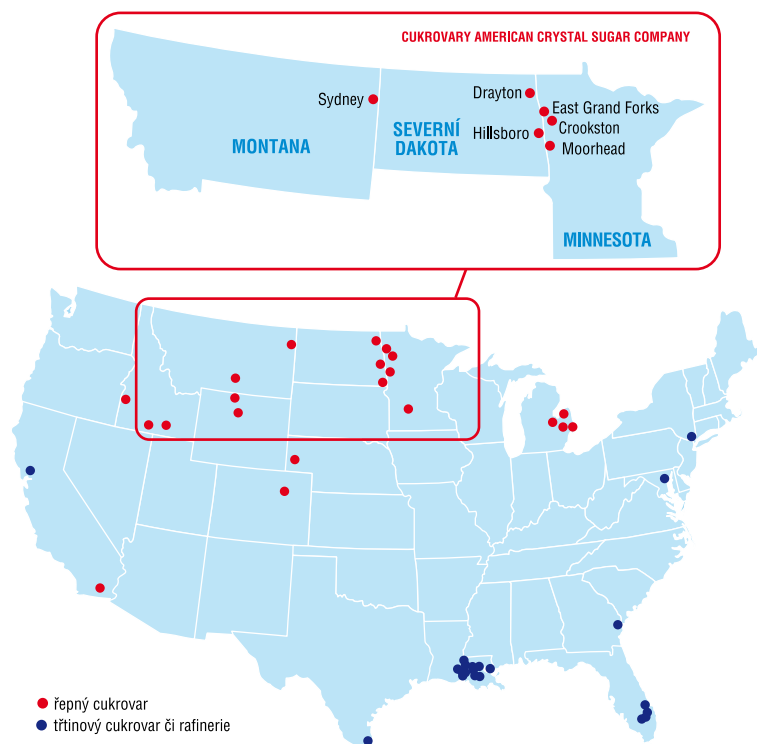 CUKROVARY AMERICAN CRYSTAL SUGAR COMPANY
Sydney
Drayton
East Grand Forks
Crookston
Hillsboro
Moorhead
MONTANA
SEVERNÍ
DAKOTA
MINNESOTA
řepný cukrovar
třtinový cukrovar či rafinerie